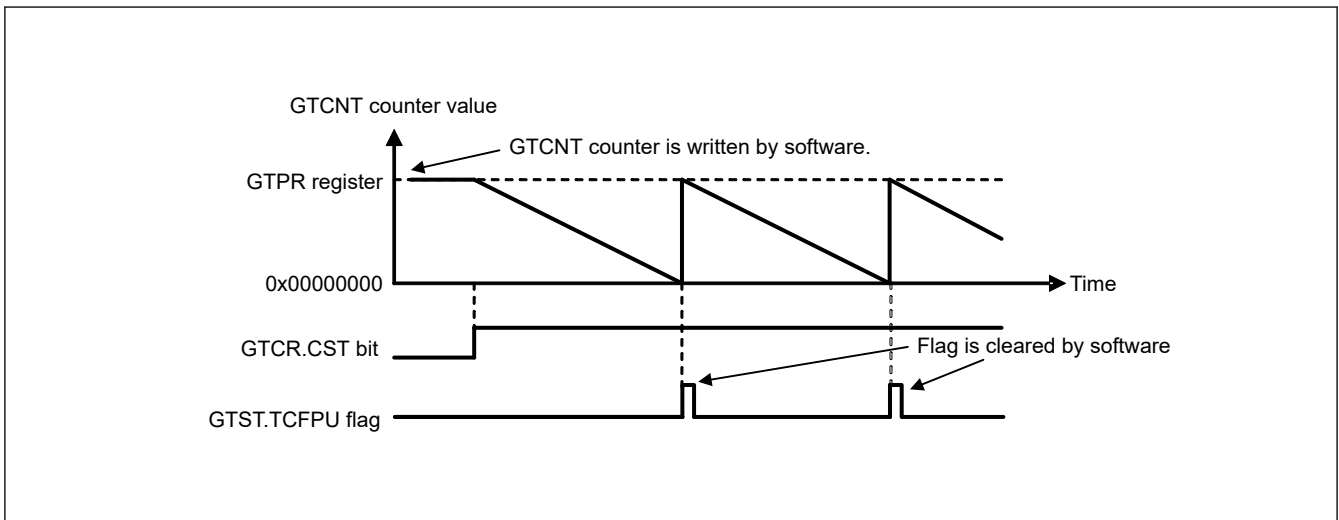 GTCNT counter value
GTCNT counter is written by software.
GTPR register
0x00000000
Time
GTCR.CST bit
Flag is cleared by software
GTST.TCFPU flag